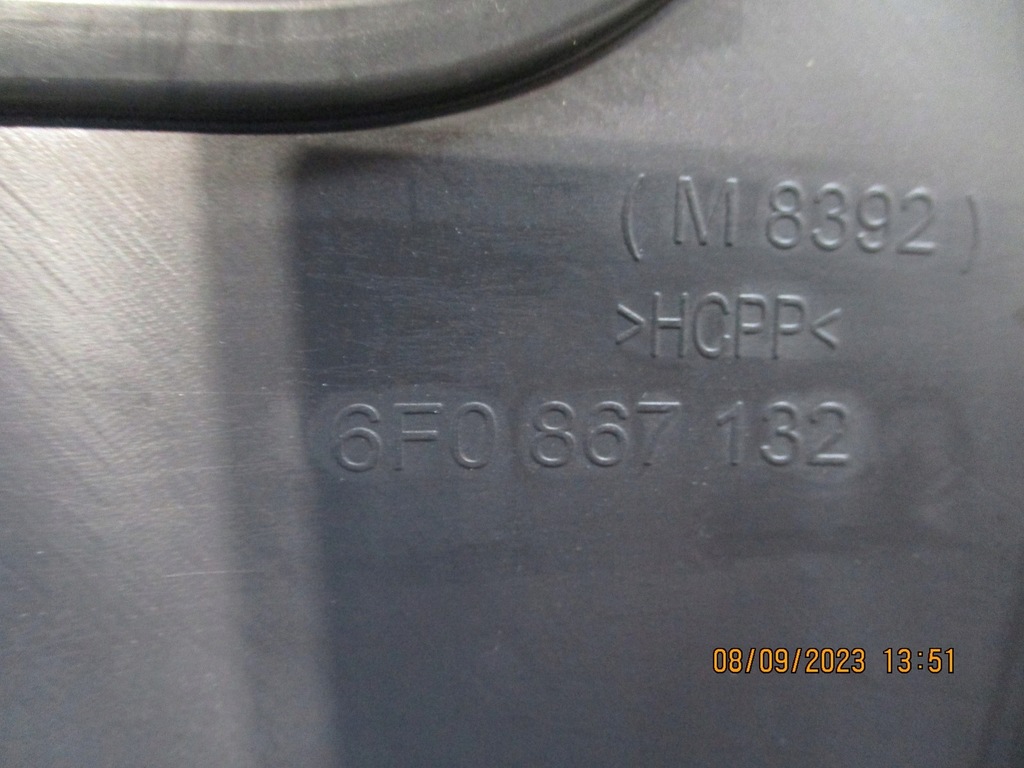 ( M 8392 )
>HCPP<
6F0 867 132
08/09/2023 13:51